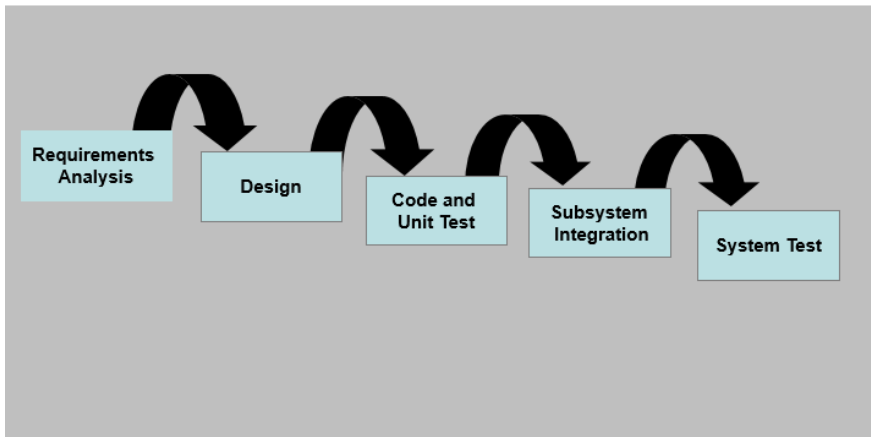 Requirements
Analysis
Design
Code and
Unit Test
Subsystem
Integration
System Test